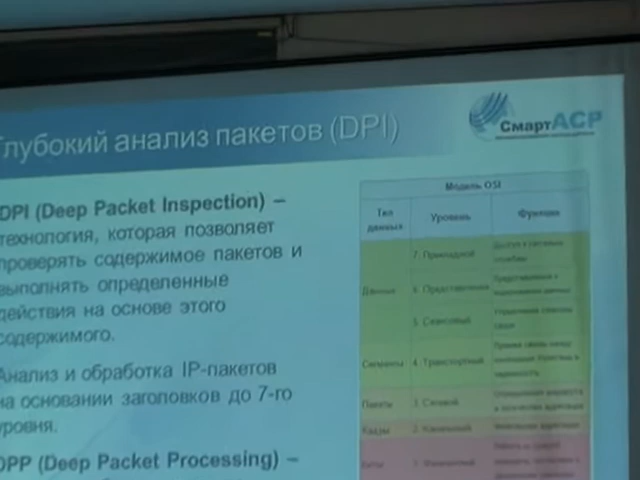 Глубокий анализ пакетов (DPI)
СмартАСР
DPI (Deep Packet Inspection) –
технология, которая позволяет
проверять содержимое пакетов и
выполнять определенные
действия на основе этого
содержимого.
Анализ и обработка IP-пакетов
на основании заголовков до 7-го
уровня.
DPP (Deep Packet Processing) –
Модель OSI
Тип данных
Уровень
Функции
Данные
7. Прикладной
6. Представления
5. Сеансовый
Сегменты
4. Транспортный
Пакеты
3. Сетевой
Кадры
2. Канальный
Биты
1. Физический